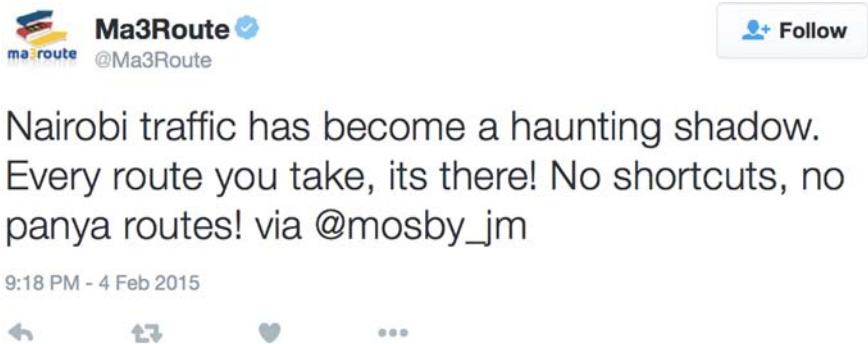 ma3route
Ma3Route
@Ma3Route
Follow
Nairobi traffic has become a haunting shadow.
Every route you take, its there! No shortcuts, no
panya routes! via @mosby_jm
9:18 PM - 4 Feb 2015